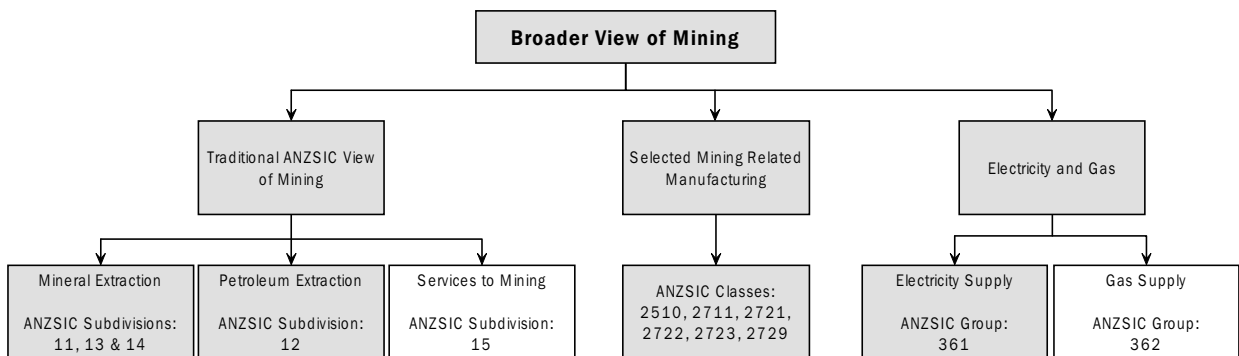 Broader View of Mining
Traditional ANZSIC View
of Mining
Selected Mining Related
Manufacturing
Electricity and Gas
Mineral Extraction
ANZSIC Subdivisions:
11, 13 & 14
Petroleum Extraction
ANZSIC Subdivision:
12
Services to Mining
ANZSIC Subdivision:
15
ANZSIC Classes:
2510, 2711, 2721,
2722, 2723, 2729
Electricity Supply
ANZSIC Group:
361
Gas Supply
ANZSIC Group:
362